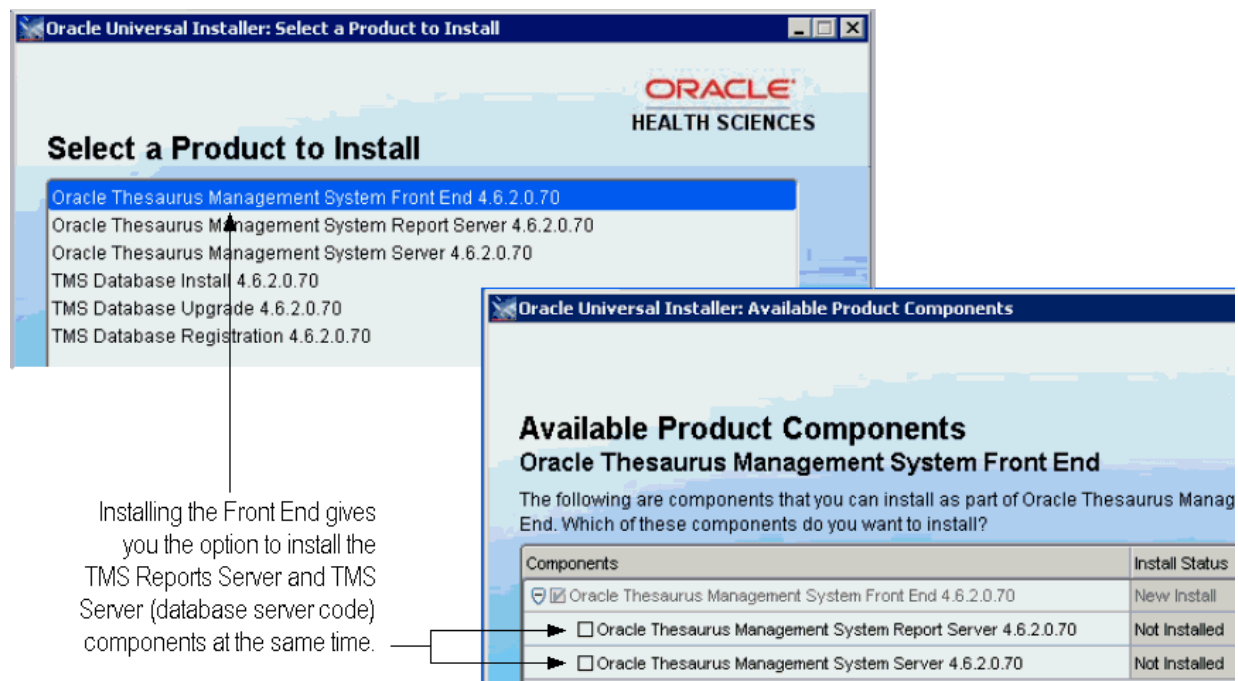 Oracle Universal Installer: Select a Product to Install
ORACLE
HEALTH SCIENCES
Select a Product to Install
Oracle Thesaurus Management System Front End 4.6.2.0.70
Oracle Thesaurus Management System Report Server 4.6.2.0.70
Oracle Thesaurus Management System Server 4.6.2.0.70
TMS Database Install 4.6.2.0.70
TMS Database Upgrade 4.6.2.0.70
TMS Database Registration 4.6.2.0.70
Installing the Front End gives
you the option to install the
TMS Reports Server and TMS
Server (database server code)
components at the same time.
Oracle Universal Installer: Available Product Components
Available Product Components
Oracle Thesaurus Management System Front End
The following are components that you can install as part of Oracle Thesaurus Manag
End. Which of these components do you want to install?
Components Install Status
Oracle Thesaurus Management System Front End 4.6.2.0.70 New Install
Oracle Thesaurus Management System Report Server 4.6.2.0.70 Not Installed
Oracle Thesaurus Management System Server 4.6.2.0.70 Not Installed